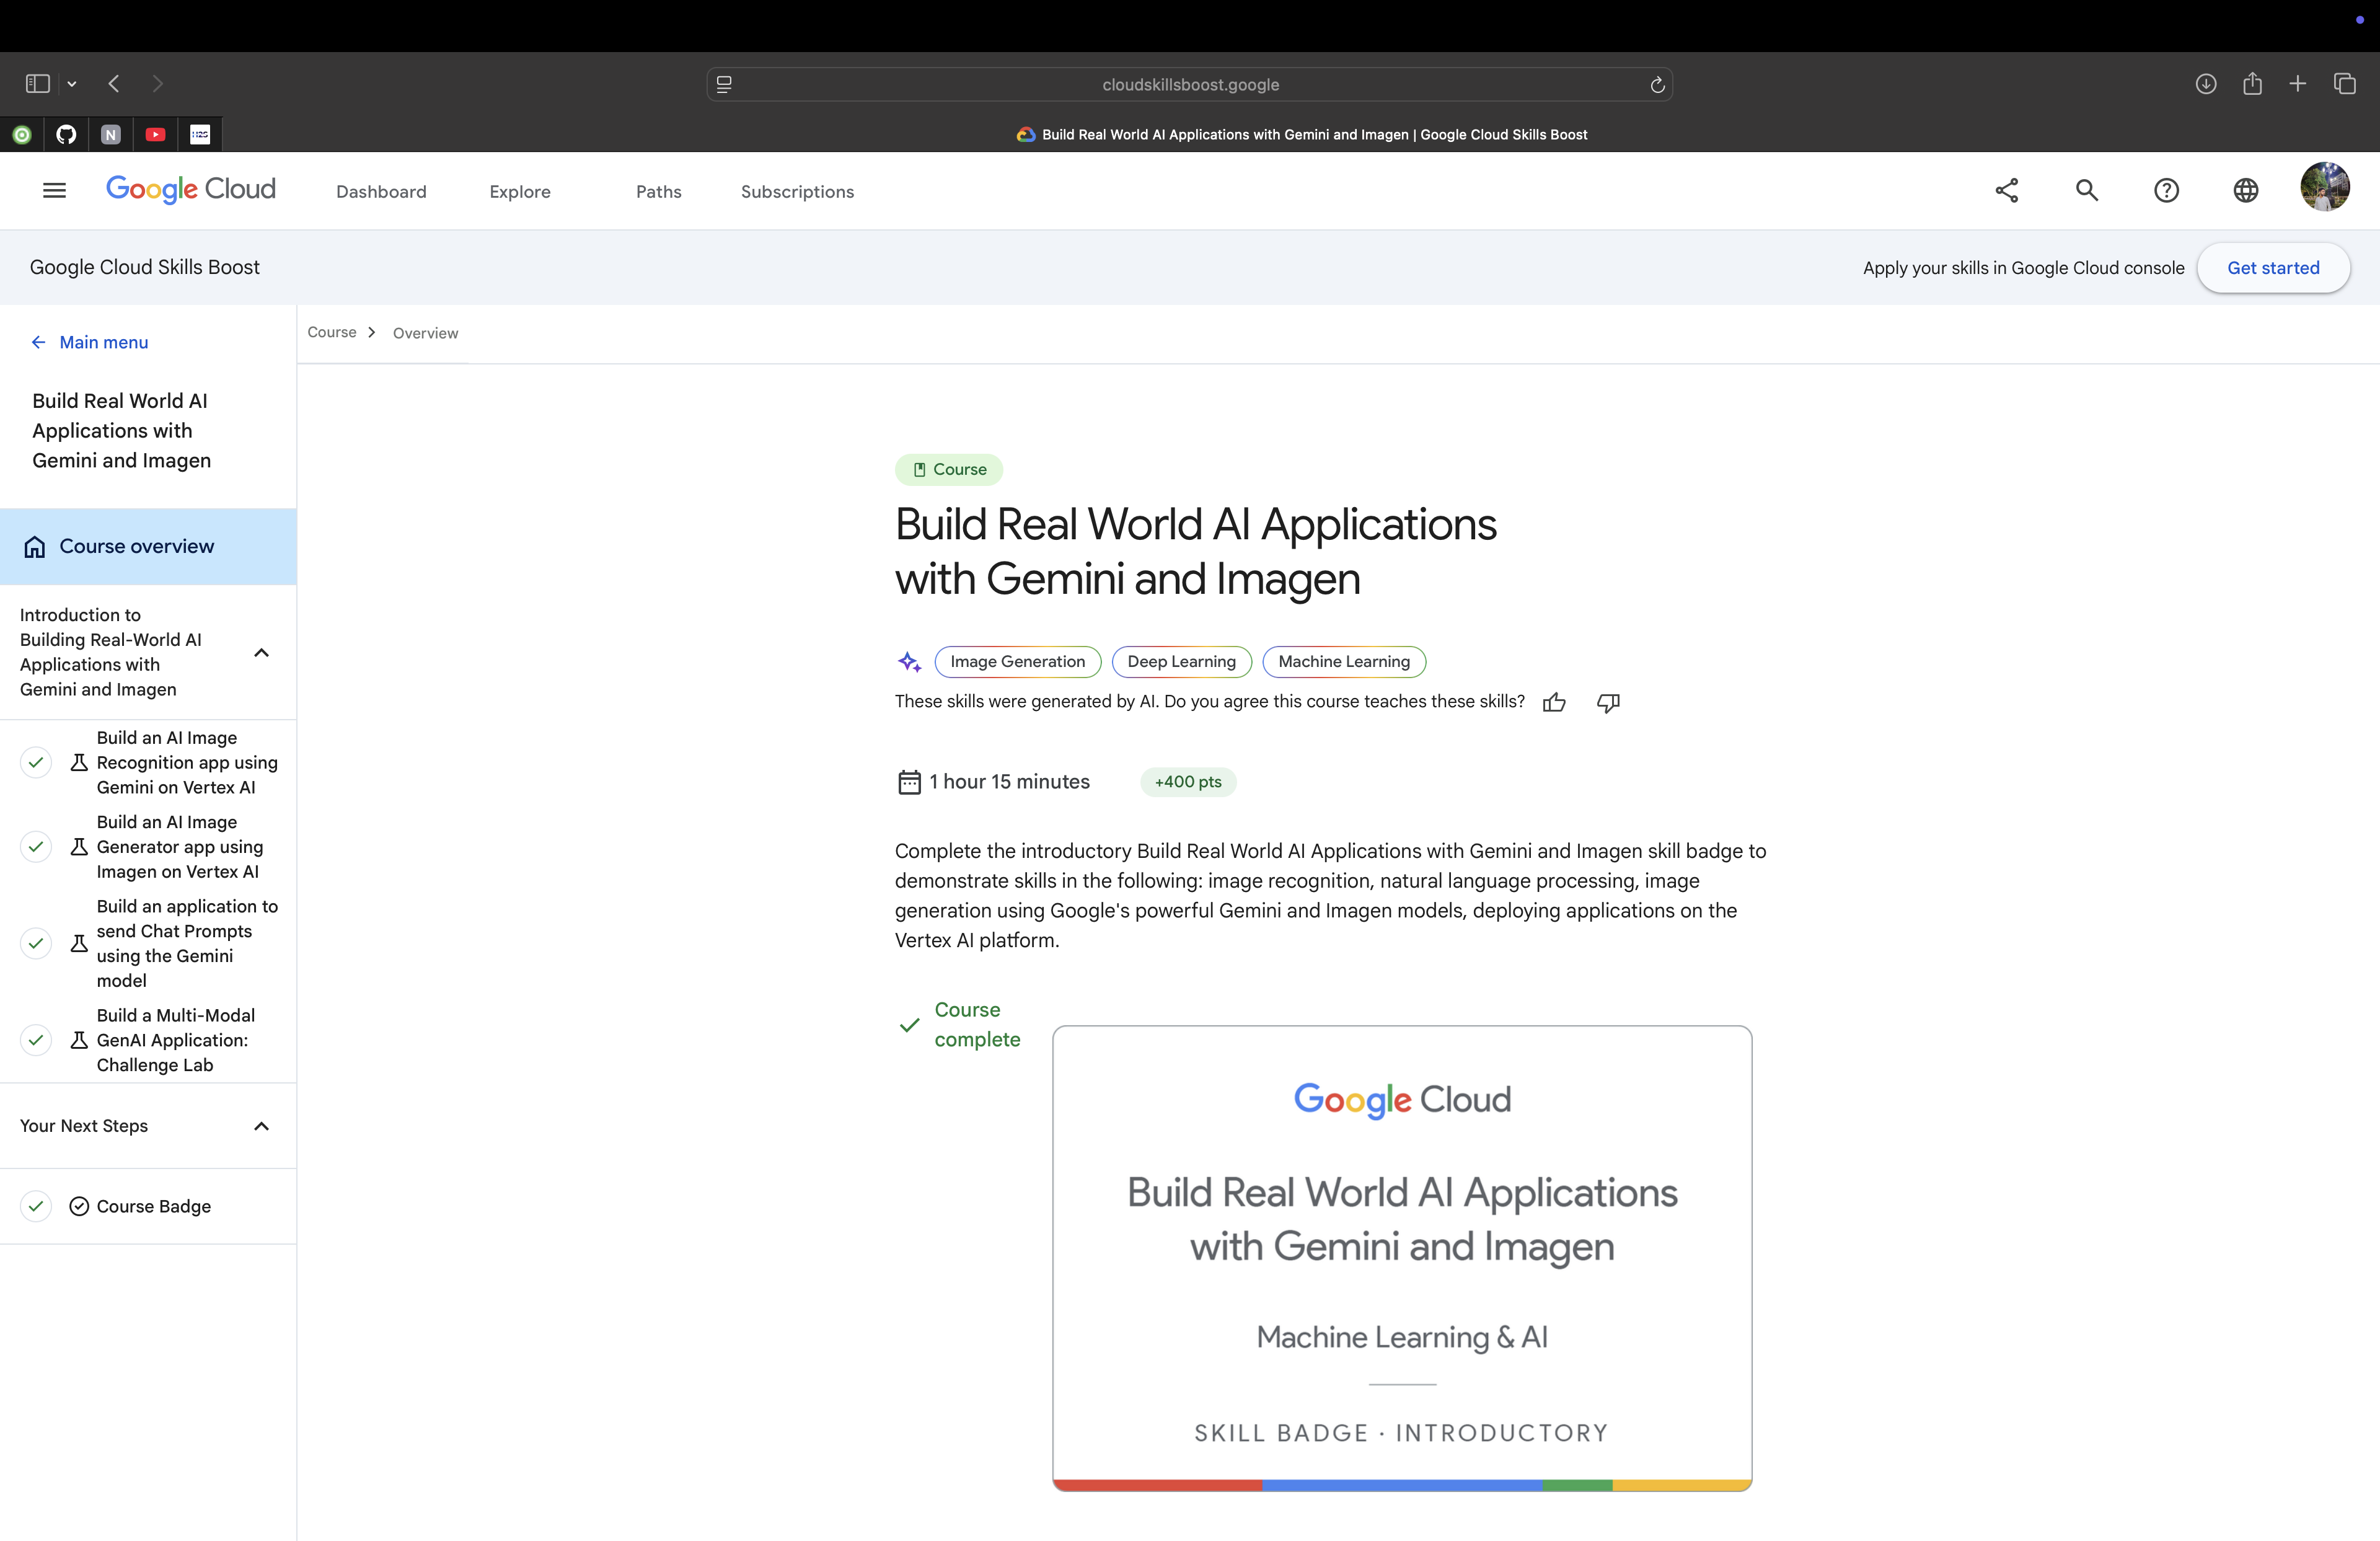 cloudskillsboost.google
N
H2S
Build Real World AI Applications with Gemini and Imagen | Google Cloud Skills Boost
Google Cloud
Dashboard
Explore
Paths
Subscriptions
Google Cloud Skills Boost
Apply your skills in Google Cloud console
Get started
Main menu
Build Real World AI
Applications with
Gemini and Imagen
Course overview
Introduction to
Building Real-World AI
Applications with
Gemini and Imagen
Build an AI Image
Recognition app using
Gemini on Vertex AI
Build an AI Image
Generator app using
Imagen on Vertex AI
Build an application to
send Chat Prompts
using the Gemini
model
Build a Multi-Modal
GenAI Application:
Challenge Lab
Your Next Steps
Course Badge
Course
Overview
Course
Build Real World AI Applications
with Gemini and Imagen
Image Generation
Deep Learning
Machine Learning
These skills were generated by AI. Do you agree this course teaches these skills?
1 hour 15 minutes
+400 pts
Complete the introductory Build Real World AI Applications with Gemini and Imagen skill badge to
demonstrate skills in the following: image recognition, natural language processing, image
generation using Google's powerful Gemini and Imagen models, deploying applications on the
Vertex AI platform.
Course
complete
Google Cloud
Build Real World AI Applications
with Gemini and Imagen
Machine Learning & AI
SKILL BADGE · INTRODUCTORY